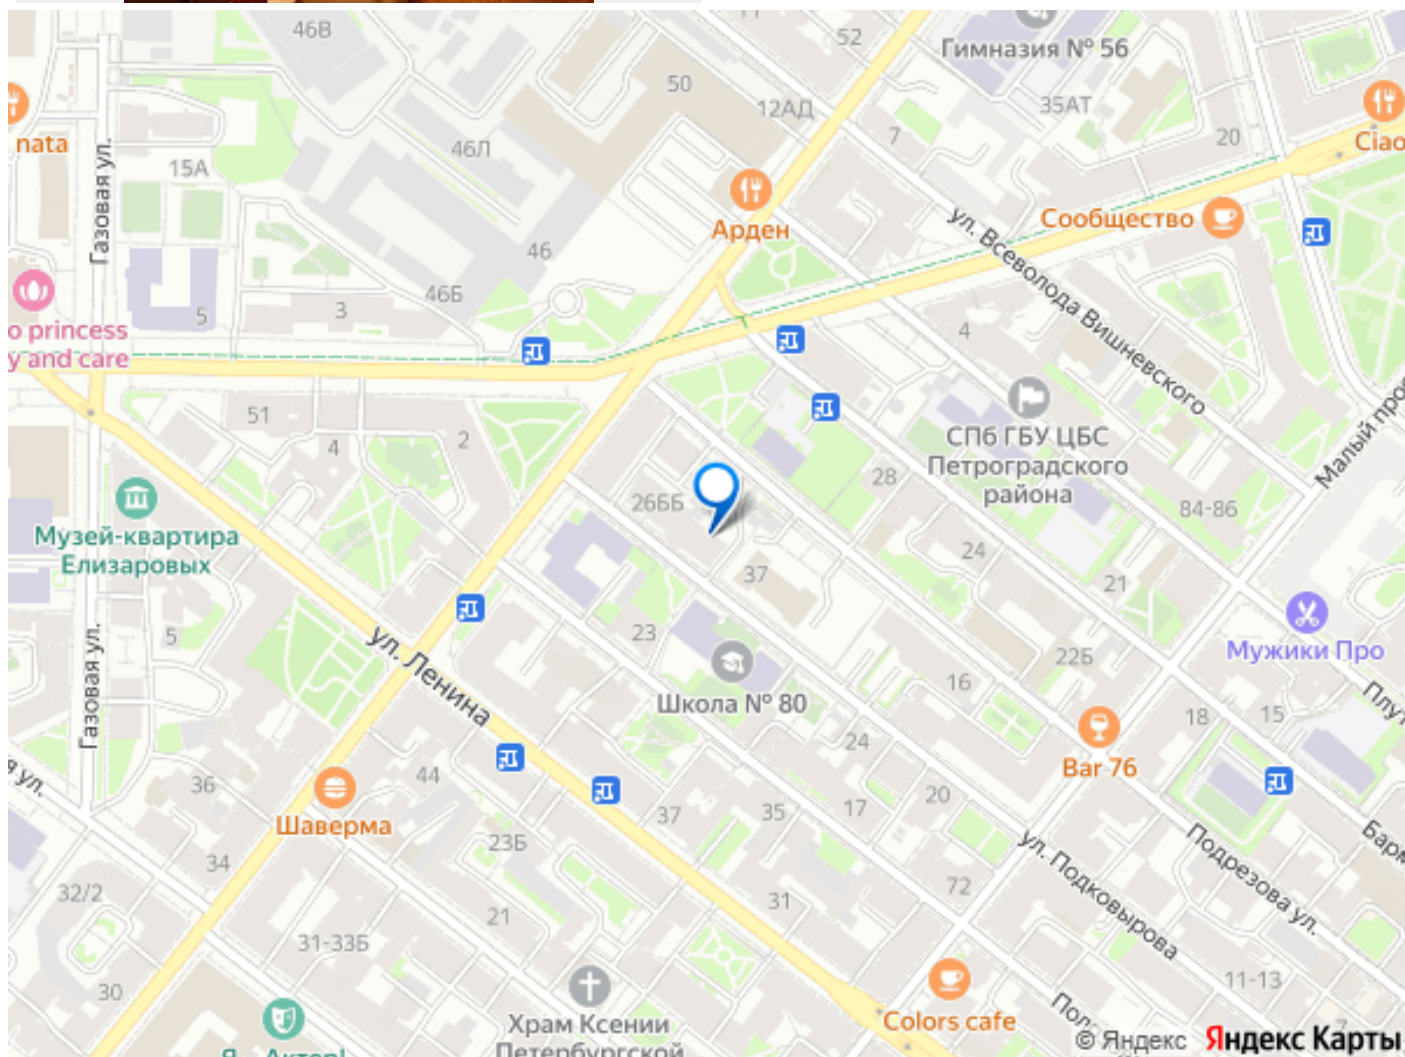 46В
52
Гимназия № 56
50
12АД
35АТ
7
20
nata
Ciao
46Л
15А
Газовая ул.
Арден
Сообщество
ул. Всеволода Вишневского
46
46Б
5
3
o princess
y and care
4
51
4
2
СПб ГБУ ЦБС
Петроградского
района
Малый про
28
26ББ
84-86
Музей-квартира
Елизаровых
24
37
21
5
23
22Б
Мужики Про
Газовая ул.
ул. Ленина
Школа № 80
16
18
15
Плут
24
Bar 76
я ул.
36
44
Шаверма
37
35
17
20
23Б
34
ул. Подковырова
Подрезова ул.
Барм
32/2
72
31
21
31-33Б
11-13
30
Храм Ксении
Петербургской
Colors cafe
Пол
Я - Актер!
© Яндекс
Яндекс Карты